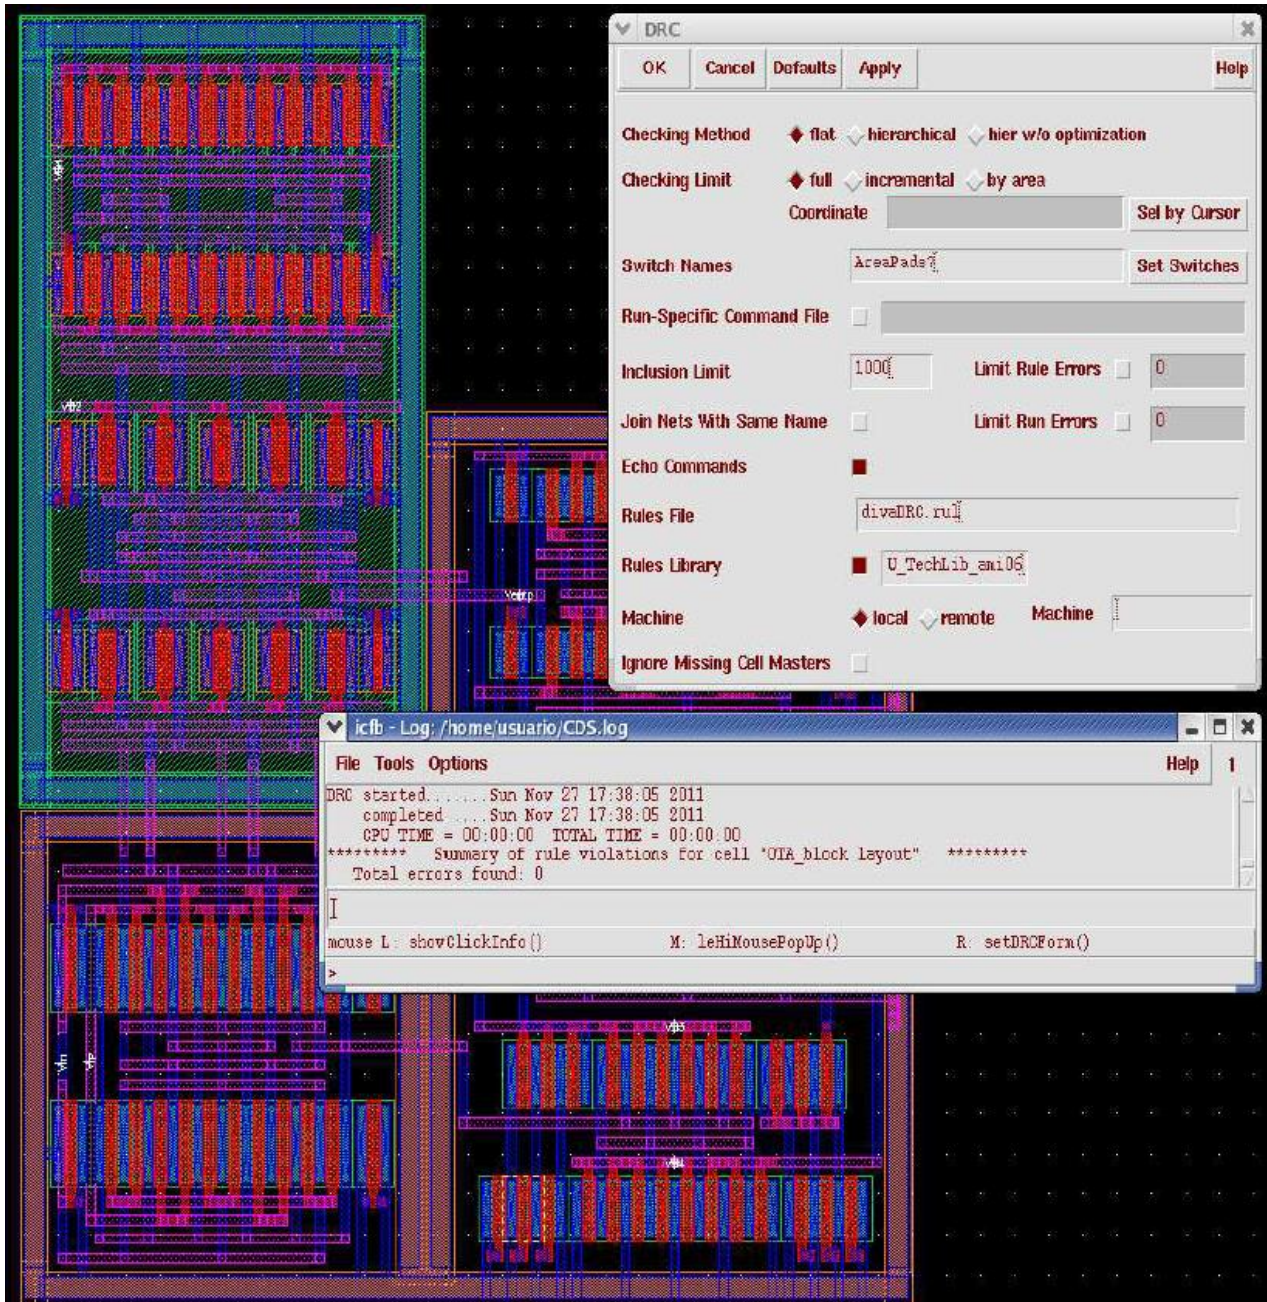 DRC
OK Cancel Defaults Apply Help
Checking Method flat hierarchical hier w/o optimization
Checking Limit full incremental by area
Coordinate Sel by Cursor
Switch Names AreaPads? Set Switches
Run-Specific Command File
Inclusion Limit 1000 Limit Rule Errors 0
Join Nets With Same Name Limit Run Errors 0
Echo Commands
Rules File divaDRC.rul
Rules Library U_TechLib_ami06
Machine local remote Machine
Ignore Missing Cell Masters
icfb - Log: /home/usuario/CDS.log
File Tools Options Help 1
DRC started.......Sun Nov 27 17:38:05 2011
completed ....Sun Nov 27 17:38:05 2011
CPU TIME = 00:00:00 TOTAL TIME = 00:00:00
********* Summary of rule violations for cell "OTA_block layout" *********
Total errors found: 0
mouse L: showClickInfo() M: leHiMousePopUp() R: setDRCForm()
>
Vb2
Vb3
Vb4